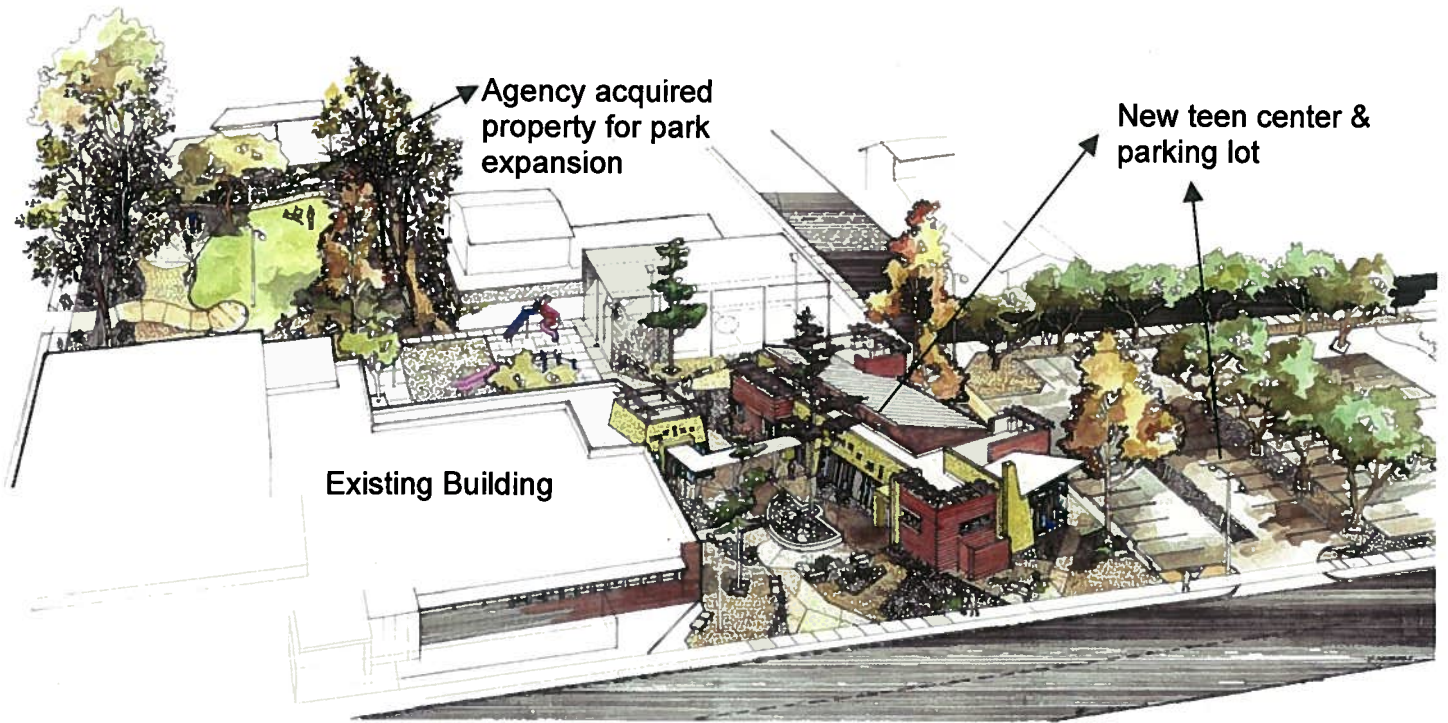 Agency acquired
property for park
expansion
New teen center &
parking lot
Existing Building